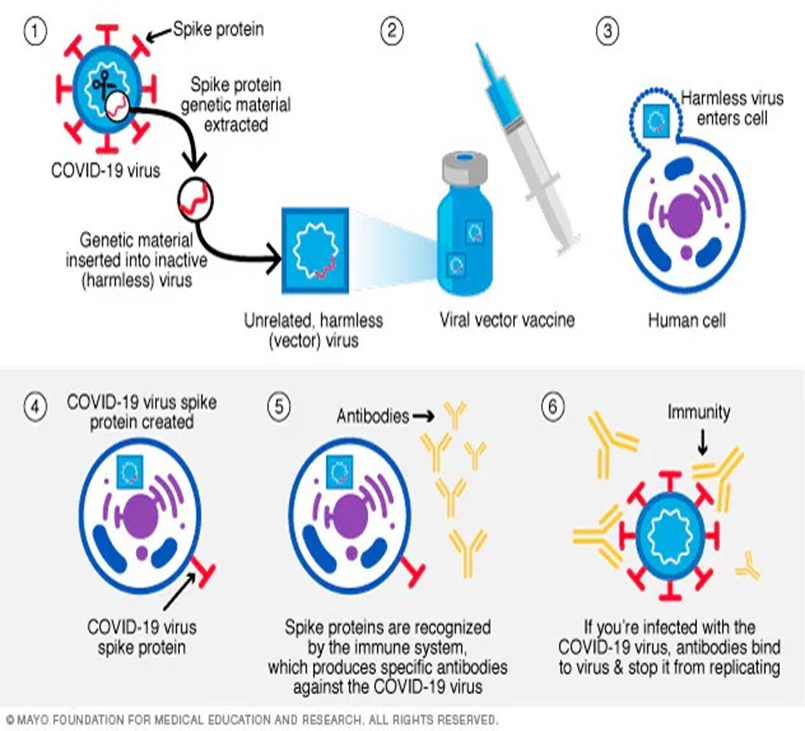 1
Spike protein
Spike protein
genetic material
extracted
COVID-19 virus
Genetic material
inserted into inactive
(harmless) virus
Unrelated, harmless
(vector) virus
2
Viral vector vaccine
3
Harmless virus
enters cell
Human cell
4
COVID-19 virus spike
protein created
COVID-19 virus
spike protein
5
Antibodies
Spike proteins are recognized
by the immune system,
which produces specific antibodies
against the COVID-19 virus
6
Immunity
If you're infected with the
COVID-19 virus, antibodies bind
to virus & stop it from replicating
© MAYO FOUNDATION FOR MEDICAL EDUCATION AND RESEARCH. ALL RIGHTS RESERVED.